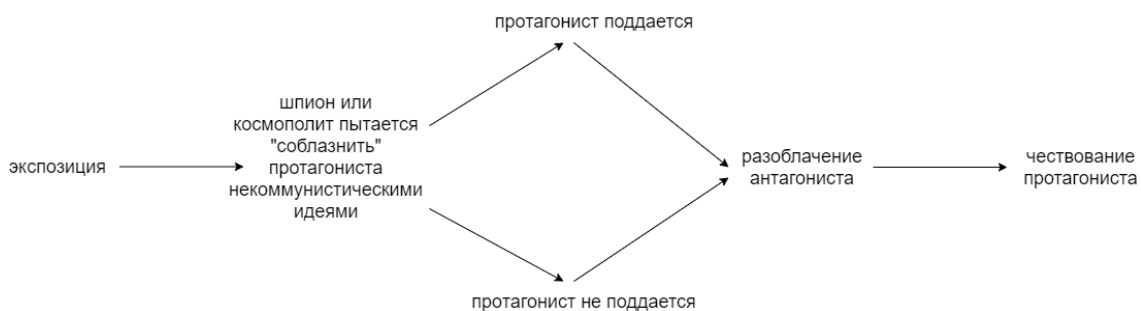 протагонист поддается
экспозиция
шпион или
космополит пытается
"соблазнить"
протагониста
некоммунистическими
идеями
разоблачение
антагониста
чествование
протагониста
протагонист не поддается